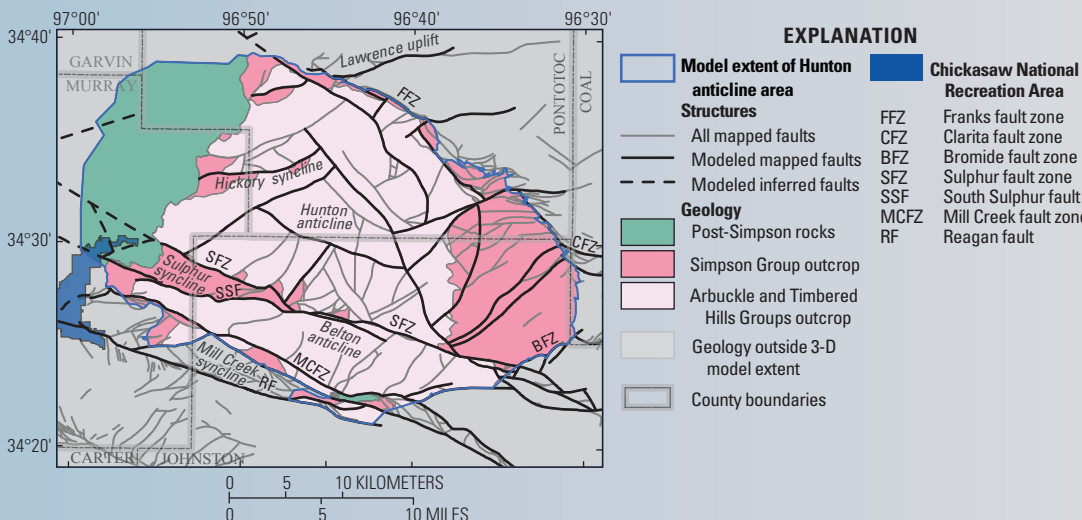 97°00'
96°50'
96°40'
96°30'
34°40'
34°30'
34°20'
GARVIN
MURRAY
PONTOTOC
COAL
CARTER
JOHNSTON
Lawrence uplift
FFZ
Hickory syncline
Hunton
anticline
CFZ
SFZ
Sulphur
syncline
SSF
SFZ
Belton
anticline
BFZ
Mill Creek
syncline
RF
MCFZ
0 5 10 KILOMETERS
0 5 10 MILES
EXPLANATION
Model extent of Hunton
anticline area
Structures
All mapped faults
Modeled mapped faults
Modeled inferred faults
Geology
Post-Simpson rocks
Simpson Group outcrop
Arbuckle and Timbered
Hills Groups outcrop
Geology outside 3-D
model extent
County boundaries
Chickasaw National
Recreation Area
FFZ Franks fault zone
CFZ Clarita fault zone
BFZ Bromide fault zone
SFZ Sulphur fault zone
SSF South Sulphur fault
MCFZ Mill Creek fault zone
RF Reagan fault